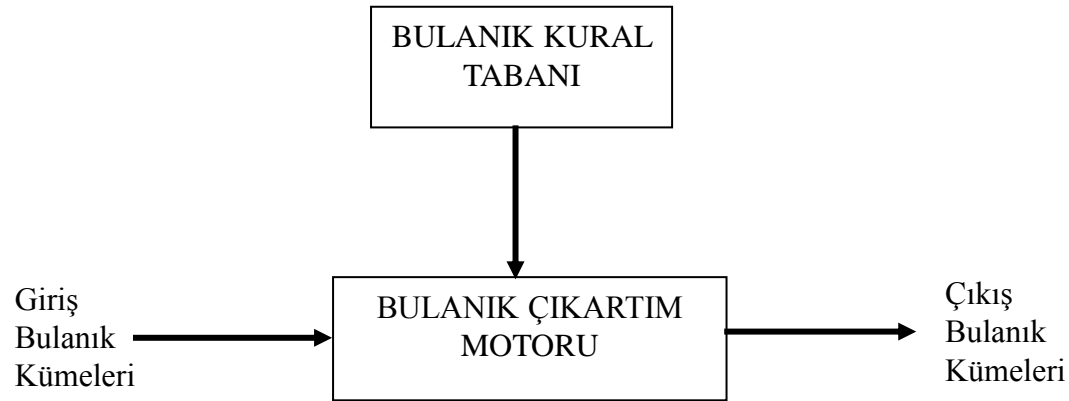 BULANIK KURAL
TABANI
Giriş
Bulanık
Kümeleri
BULANIK ÇIKARTIM
MOTORU
Çıkış
Bulanık
Kümeleri